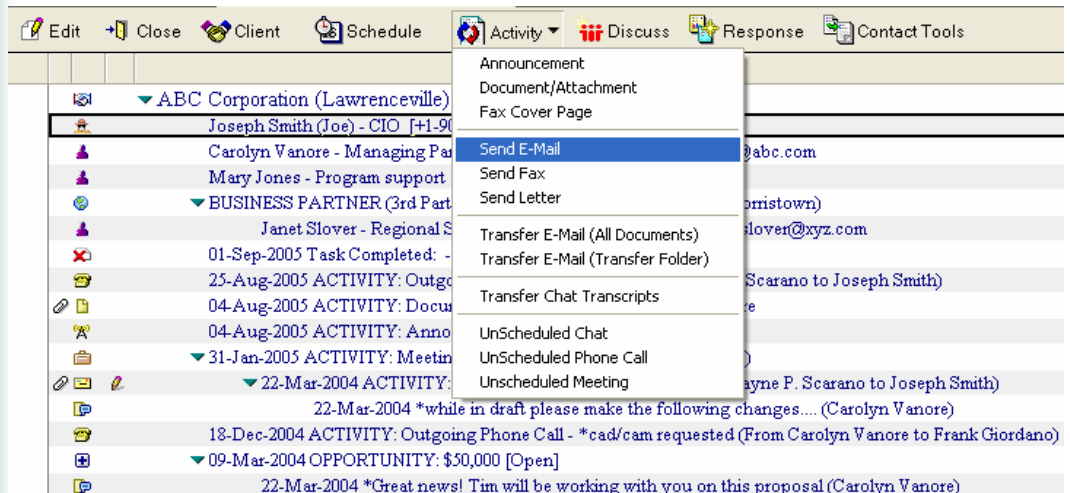 Edit Close Client Schedule Activity Discuss Response Contact Tools
Announcement
Document/Attachment
Fax Cover Page
Send E-Mail
Send Fax
Send Letter
Transfer E-Mail (All Documents)
Transfer E-Mail (Transfer Folder)
Transfer Chat Transcripts
UnScheduled Chat
UnScheduled Phone Call
Unscheduled Meeting
ABC Corporation (Lawrenceville)
Joseph Smith (Joe) - CIO [+1-90
Carolyn Vanore - Managing Par @abc.com
Mary Jones - Program support
BUSINESS PARTNER (3rd Part orristown)
Janet Slover - Regional S slover@xyz.com
01-Sep-2005 Task Completed: -
25-Aug-2005 ACTIVITY: Outgo Scarano to Joseph Smith)
04-Aug-2005 ACTIVITY: Docu re
04-Aug-2005 ACTIVITY: Anno
31-Jan-2005 ACTIVITY: Meetin )
22-Mar-2004 ACTIVITY: ayne P. Scarano to Joseph Smith)
22-Mar-2004 *while in draft please make the following changes.... (Carolyn Vanore)
18-Dec-2004 ACTIVITY: Outgoing Phone Call - *cad/cam requested (From Carolyn Vanore to Frank Giordano)
09-Mar-2004 OPPORTUNITY: $50,000 [Open]
22-Mar-2004 *Great news! Tim will be working with you on this proposal (Carolyn Vanore)